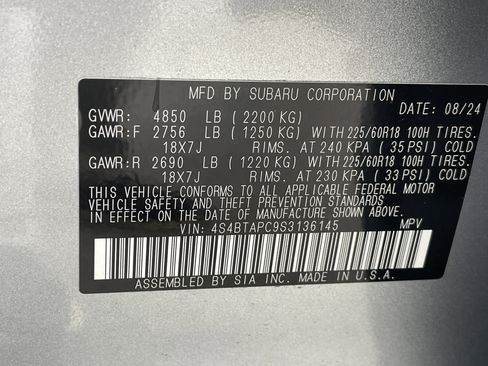 MFD BY SUBARU CORPORATION
DATE: 08/24
GVWR: 4850 LB (2200 KG)
GAWR:F 2756 LB (1250 KG) WITH 225/60R18 100H TIRES.
18X7J RIMS. AT 240 KPA (35 PSI) COLD
GAWR:R 2690 LB (1220 KG) WITH 225/60R18 100H TIRES.
18X7J RIMS. AT 230 KPA (33 PSI) COLD
THIS VEHICLE CONFORMS TO ALL APPLICABLE FEDERAL MOTOR
VEHICLE SAFETY AND THEFT PREVENTION STANDARDS
IN EFFECT ON THE DATE OF MANUFACTURE SHOWN ABOVE.
VIN: 4S4BTAPC9S3136145 MPV
ASSEMBLED BY SIA INC. MADE IN U.S.A.